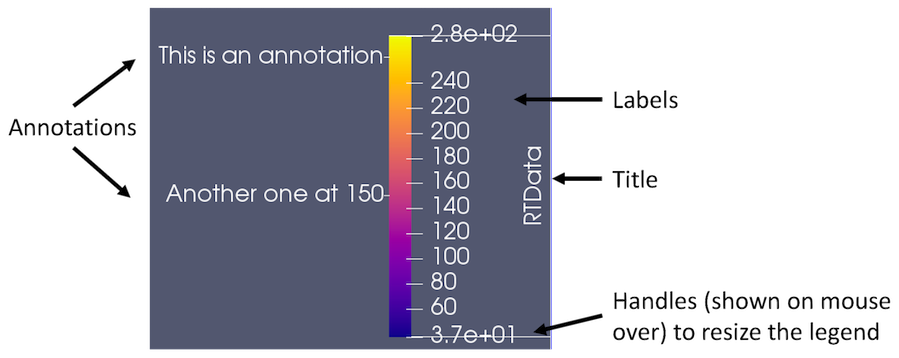 Annotations
This is an annotation
Another one at 150
2.8e+02
240
220
200
180
160
140
120
100
80
60
3.7e+01
RTData
Labels
Title
Handles (shown on mouse
over) to resize the legend